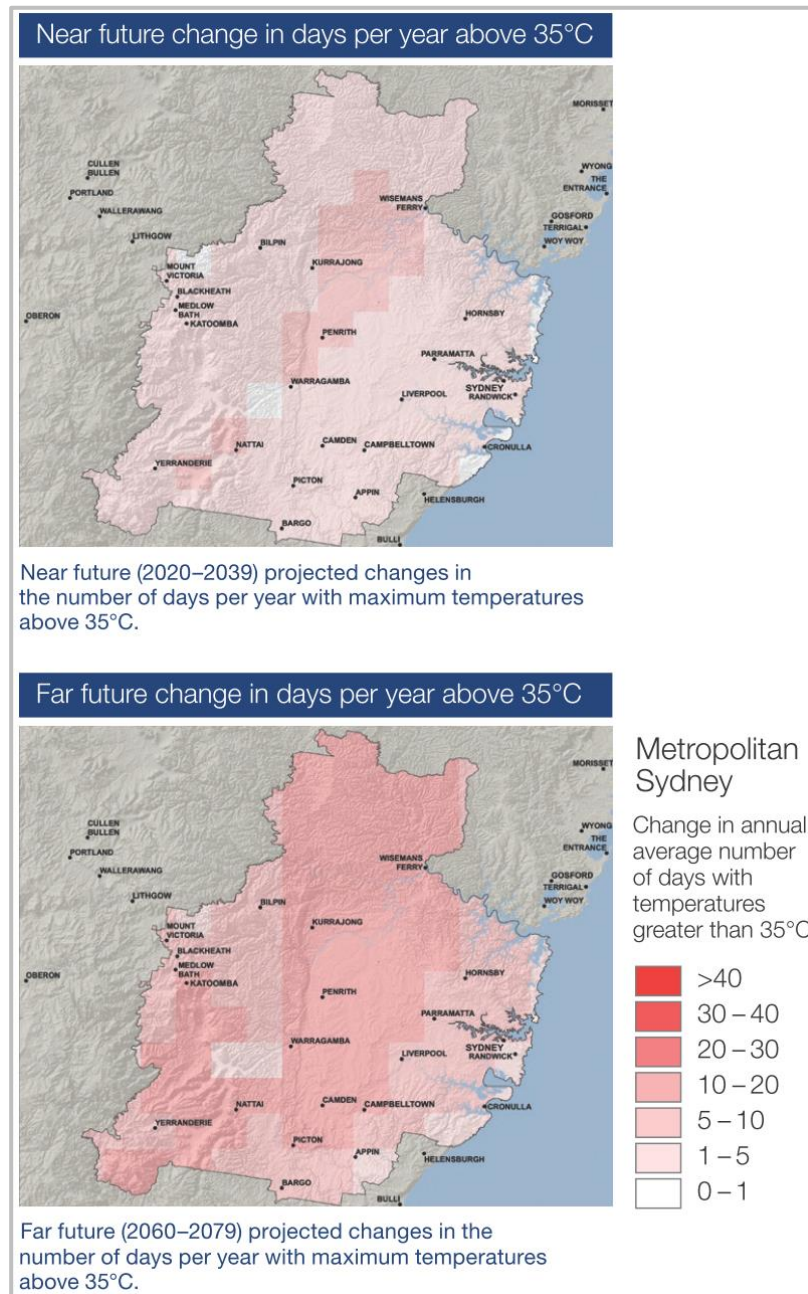 Near future change in days per year above 35°C
MORISSET
CULLEN
BULLEN
WYONG
PORTLAND
THE
ENTRANCE
WISEMANS
FERRY
WALLERAWANG
GOSFORD
TERRIGAL
LITHGOW
BILPIN
WOY WOY
MOUNT
VICTORIA
KURRAJONG
BLACKHEATH
MEDLOW
BATH
KATOOMBA
OBERON
HORNSBY
PENRITH
PARRAMATTA
WARRAGAMBA
SYDNEY
LIVERPOOL
RANDWICK
NATTAI
CAMDEN
CAMPBELLTOWN
CRONULLA
YERRANDERIE
PICTON
APPIN
HELENSBURGH
BARGO
BULLI
Near future (2020–2039) projected changes in
the number of days per year with maximum temperatures
above 35°C.
Far future change in days per year above 35°C
MORISSET
CULLEN
BULLEN
WYONG
PORTLAND
THE
ENTRANCE
WISEMANS
FERRY
WALLERAWANG
GOSFORD
TERRIGAL
LITHGOW
BILPIN
WOY WOY
MOUNT
VICTORIA
KURRAJONG
BLACKHEATH
MEDLOW
BATH
KATOOMBA
OBERON
HORNSBY
PENRITH
PARRAMATTA
WARRAGAMBA
SYDNEY
LIVERPOOL
RANDWICK
NATTAI
CAMDEN
CAMPBELLTOWN
CRONULLA
YERRANDERIE
PICTON
APPIN
HELENSBURGH
BARGO
BULLI
Metropolitan
Sydney
Change in annual
average number
of days with
temperatures
greater than 35°C
>40
30 – 40
20 – 30
10 – 20
5 – 10
1 – 5
0 – 1
Far future (2060–2079) projected changes in the
number of days per year with maximum temperatures
above 35°C.